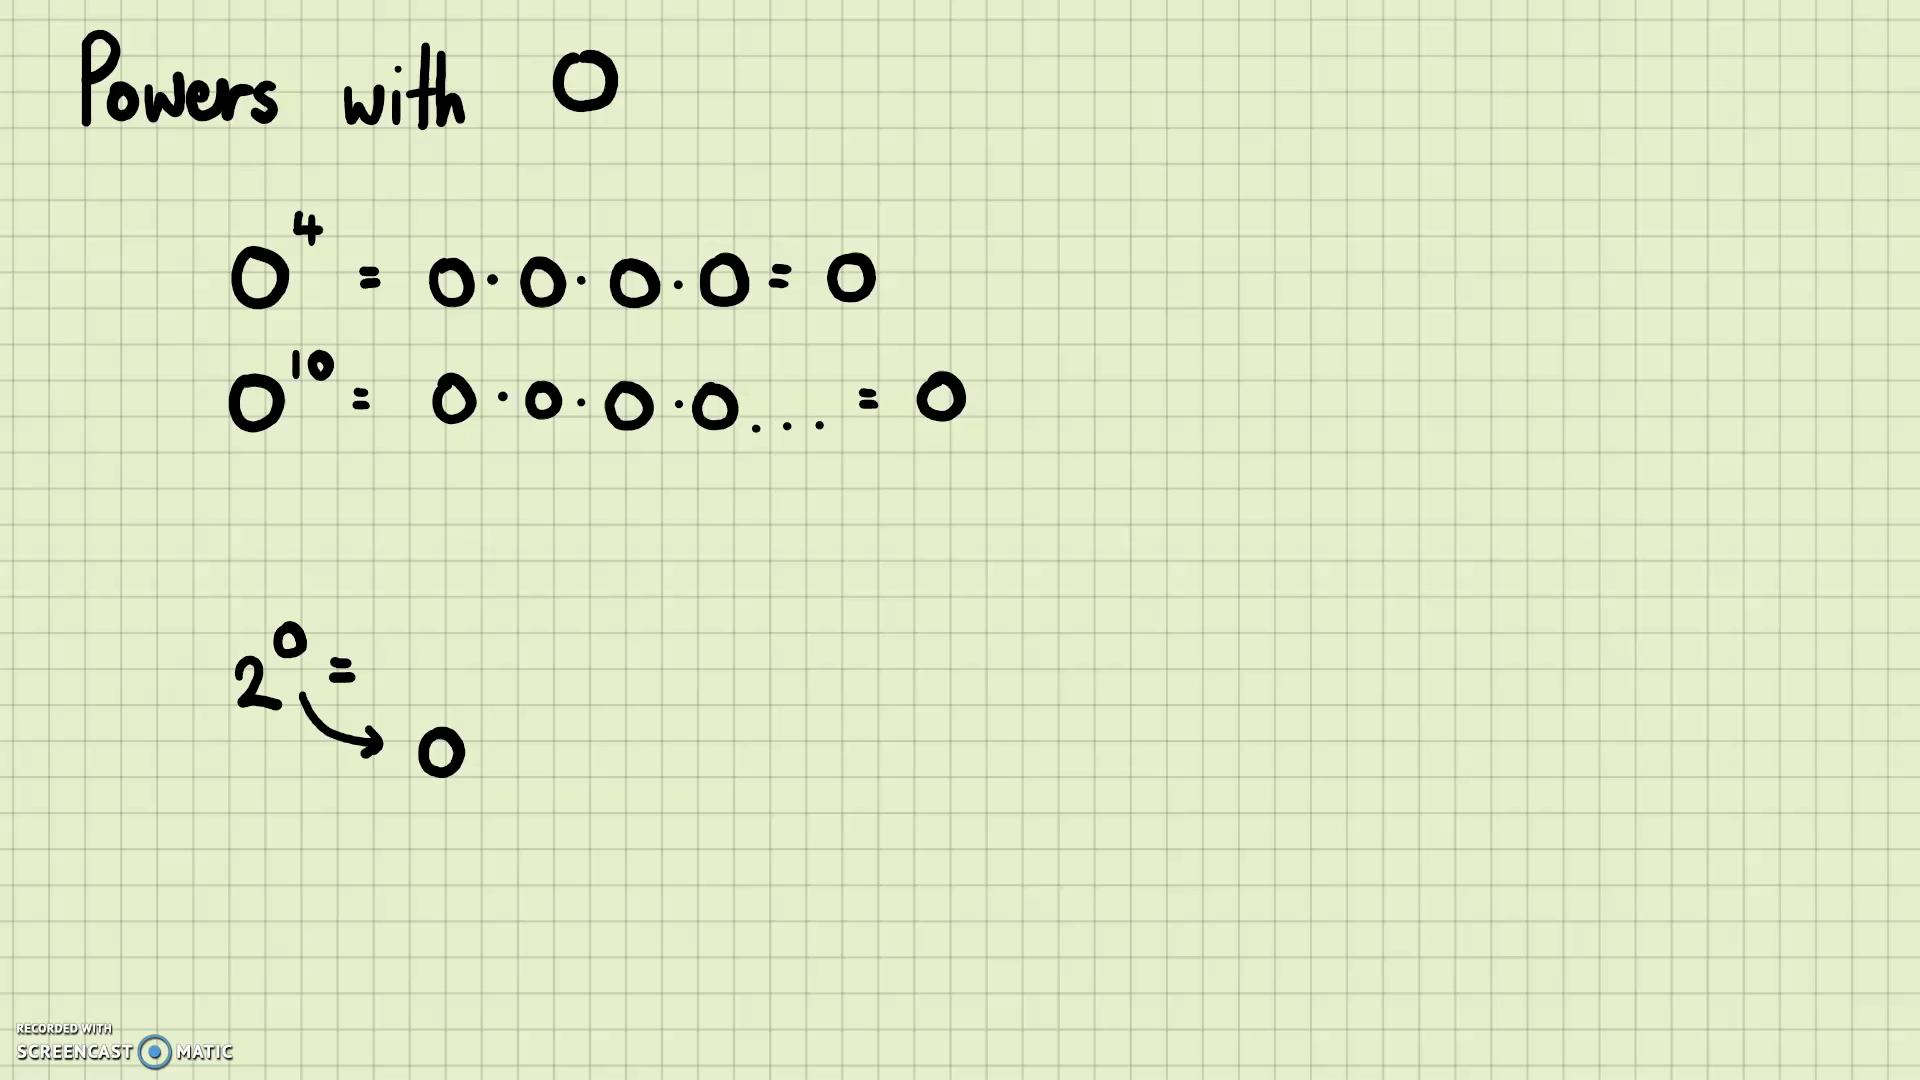 Powers with 0
0⁴ = 0 · 0 · 0 · 0 = 0
0¹⁰ = 0 · 0 · 0 · 0 . . . = 0
2⁰ =
→ 0
RECORDED WITH
SCREENCAST MATIC